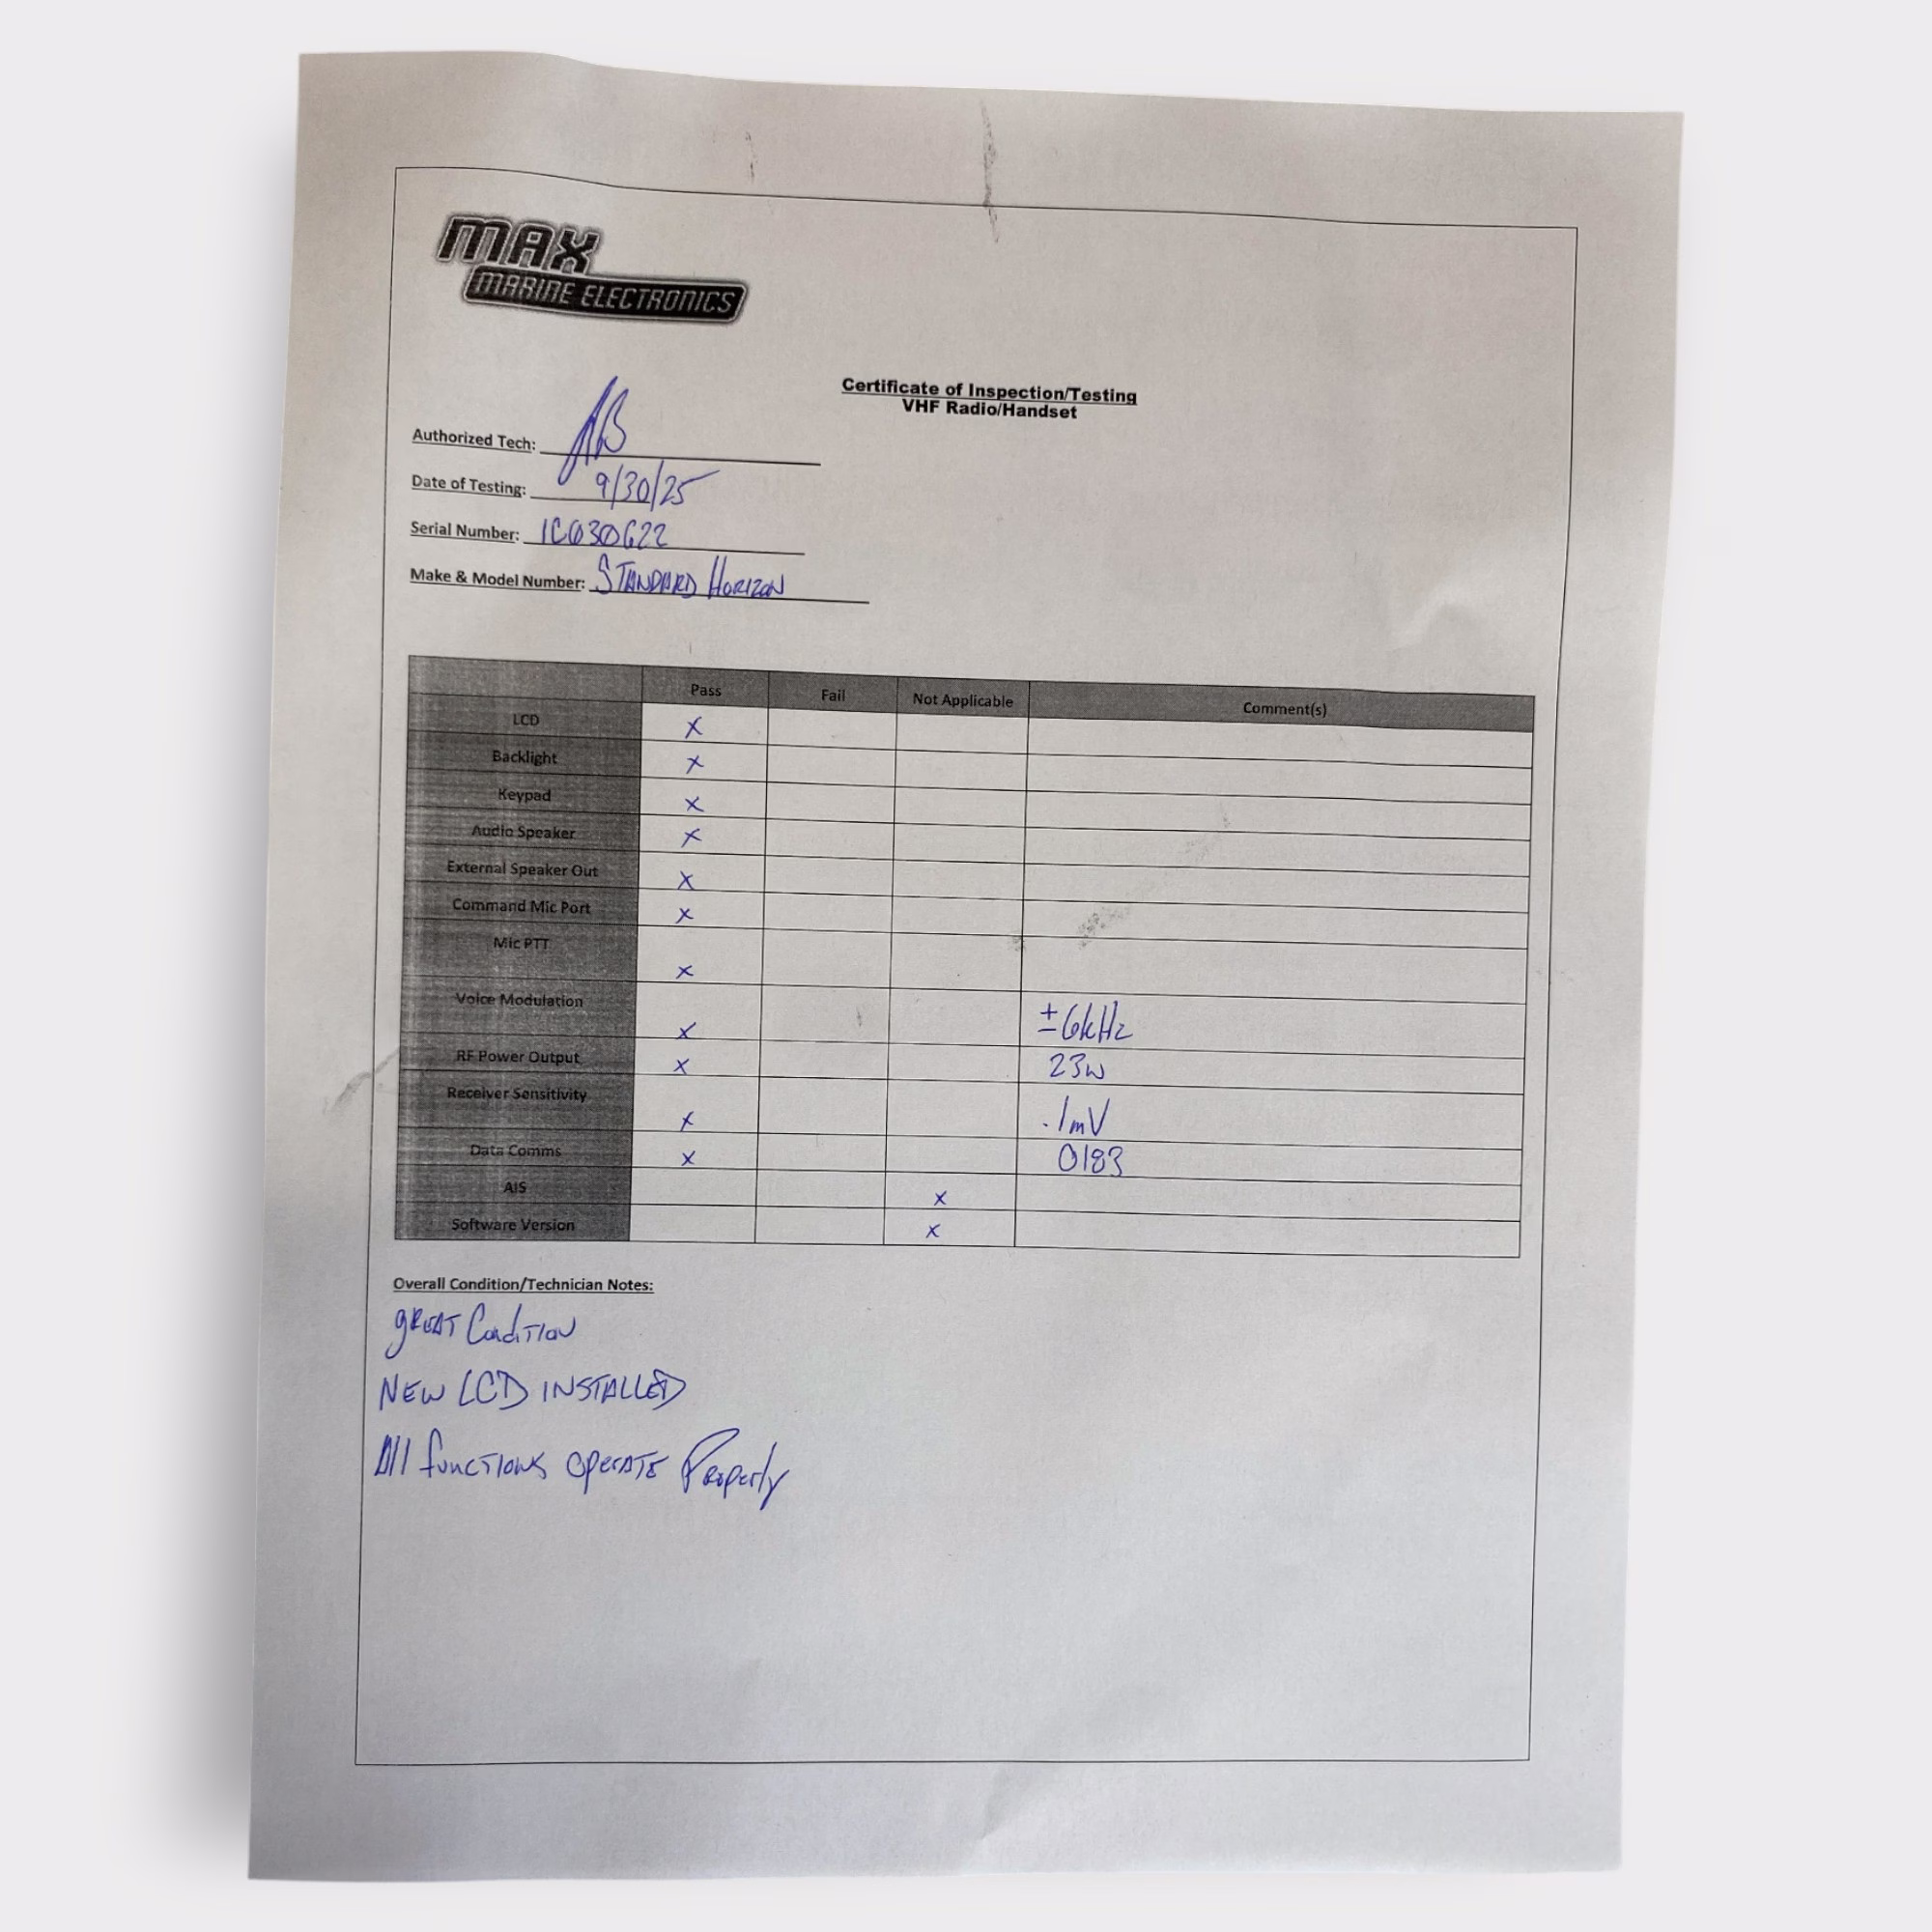 MAX
MARINE ELECTRONICS
Certificate of Inspection/Testing
VHF Radio/Handset
Authorized Tech: AB
Date of Testing: 9/30/25
Serial Number: 1C030622
Make & Model Number: STANDARD HORIZON
Pass Fail Not Applicable Comment(s)
LCD X
Backlight X
Keypad X
Audio Speaker X
External Speaker Out X
Command Mic Port X
Mic PTT X
Voice Modulation X ±6kHz
RF Power Output X 23W
Receiver Sensitivity X .1mV
Data Comms X 0183
AIS X
Software Version X
Overall Condition/Technician Notes:
GREAT Condition
NEW LCD INSTALLED
All functions operate Properly